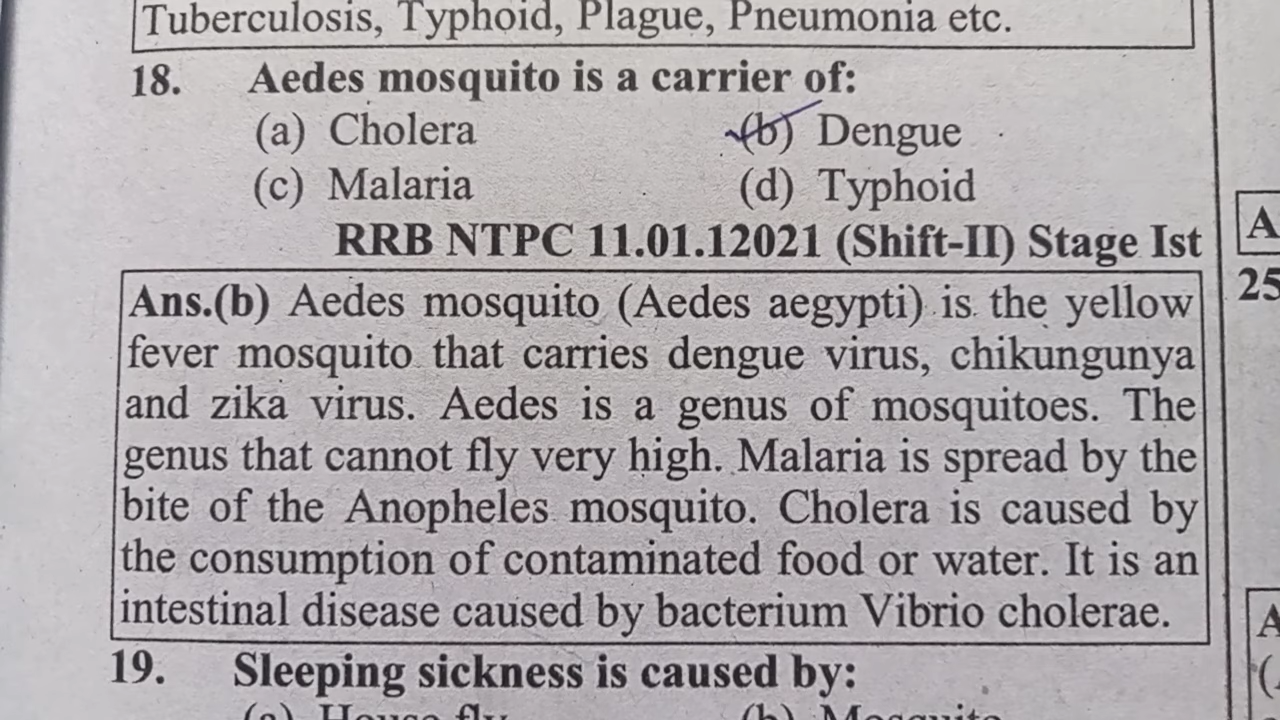 Tuberculosis, Typhoid, Plague, Pneumonia etc.
18. Aedes mosquito is a carrier of:
(a) Cholera (b) Dengue
(c) Malaria (d) Typhoid
RRB NTPC 11.01.12021 (Shift-II) Stage Ist
Ans.(b) Aedes mosquito (Aedes aegypti) is the yellow
fever mosquito that carries dengue virus, chikungunya
and zika virus. Aedes is a genus of mosquitoes. The
genus that cannot fly very high. Malaria is spread by the
bite of the Anopheles mosquito. Cholera is caused by
the consumption of contaminated food or water. It is an
intestinal disease caused by bacterium Vibrio cholerae.
19. Sleeping sickness is caused by:
(a) House fly (b) Mosquito
A
25
A